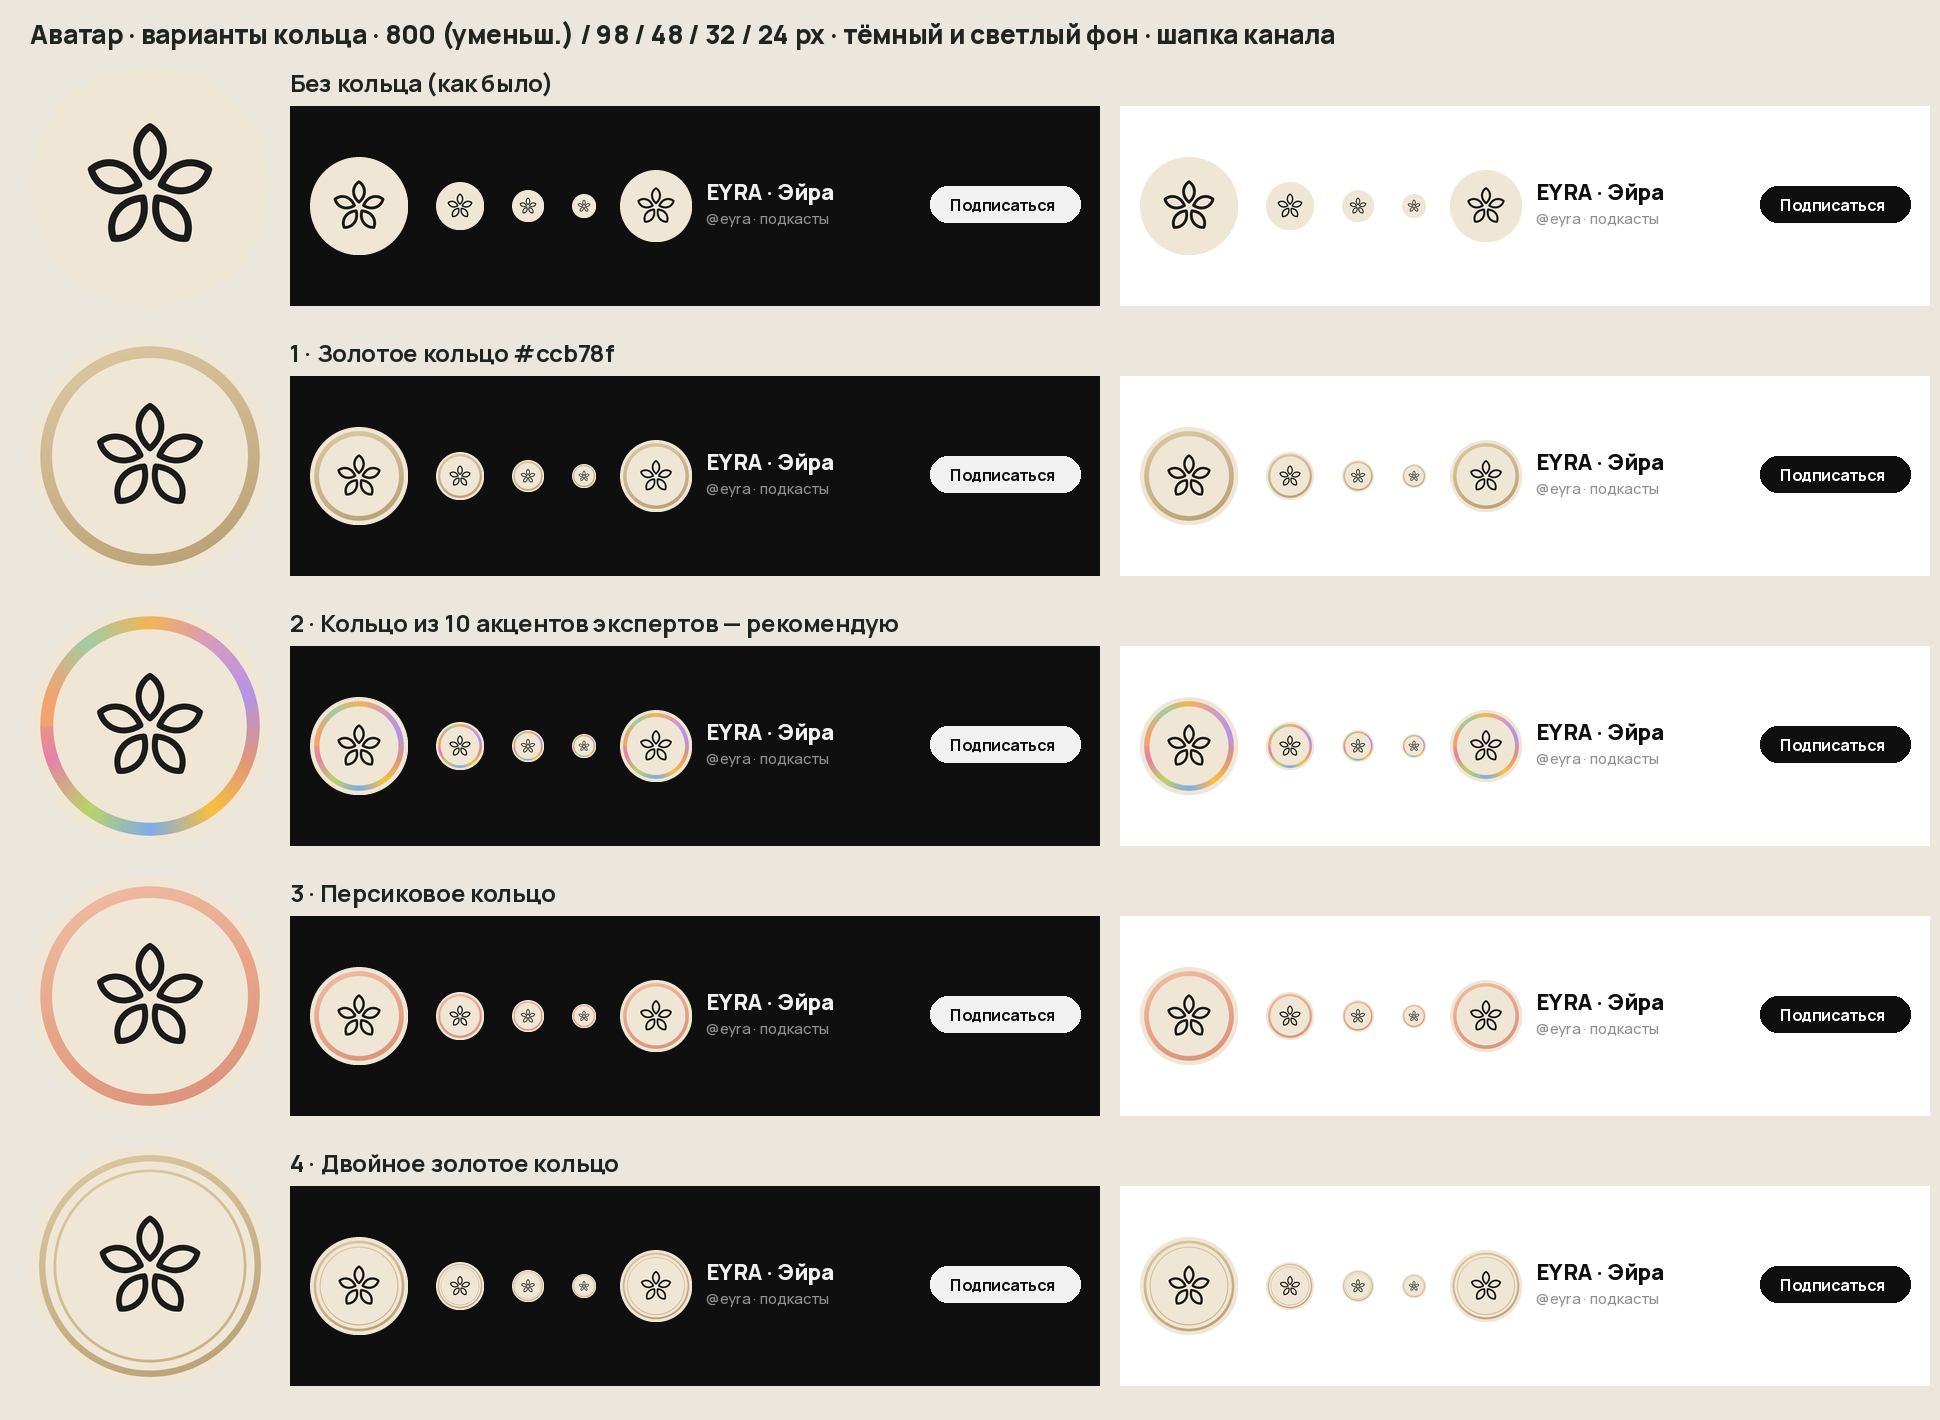 Аватар · варианты кольца · 800 (уменьш.) / 98 / 48 / 32 / 24 px · тёмный и светлый фон · шапка канала
Без кольца (как было)
EYRA · Эйра
@eyra · подкасты
Подписаться
EYRA · Эйра
@eyra · подкасты
Подписаться
1 · Золотое кольцо #ccb78f
EYRA · Эйра
@eyra · подкасты
Подписаться
EYRA · Эйра
@eyra · подкасты
Подписаться
2 · Кольцо из 10 акцентов экспертов — рекомендую
EYRA · Эйра
@eyra · подкасты
Подписаться
EYRA · Эйра
@eyra · подкасты
Подписаться
3 · Персиковое кольцо
EYRA · Эйра
@eyra · подкасты
Подписаться
EYRA · Эйра
@eyra · подкасты
Подписаться
4 · Двойное золотое кольцо
EYRA · Эйра
@eyra · подкасты
Подписаться
EYRA · Эйра
@eyra · подкасты
Подписаться